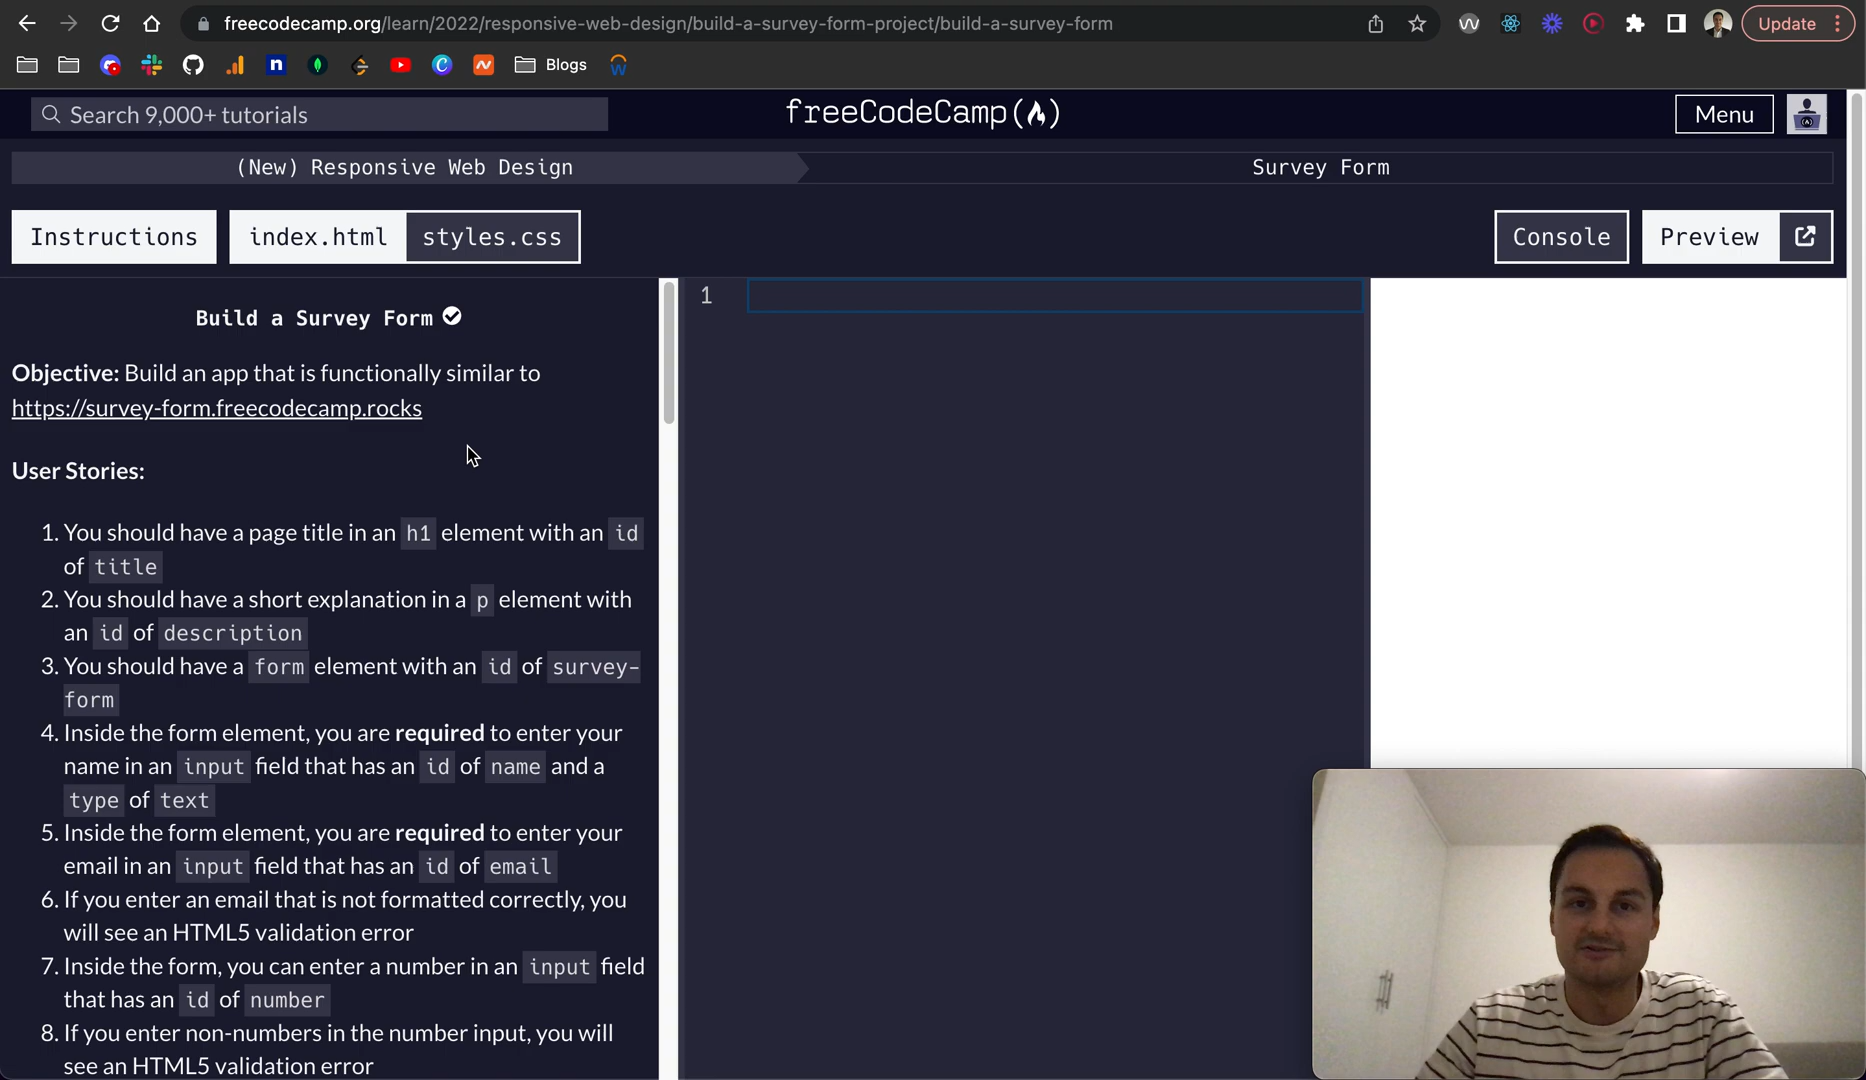 freecodecamp.org/learn/2022/responsive-web-design/build-a-survey-form-project/build-a-survey-form
Update
Blogs
Search 9,000+ tutorials
freeCodeCamp
Menu
(New) Responsive Web Design
Survey Form
Instructions
index.html
styles.css
Console
Preview
Build a Survey Form
1
Objective: Build an app that is functionally similar to
https://survey-form.freecodecamp.rocks
User Stories:
1. You should have a page title in an h1 element with an id
of title
2. You should have a short explanation in a p element with
an id of description
3. You should have a form element with an id of survey-
form
4. Inside the form element, you are required to enter your
name in an input field that has an id of name and a
type of text
5. Inside the form element, you are required to enter your
email in an input field that has an id of email
6. If you enter an email that is not formatted correctly, you
will see an HTML5 validation error
7. Inside the form, you can enter a number in an input field
that has an id of number
8. If you enter non-numbers in the number input, you will
see an HTML5 validation error